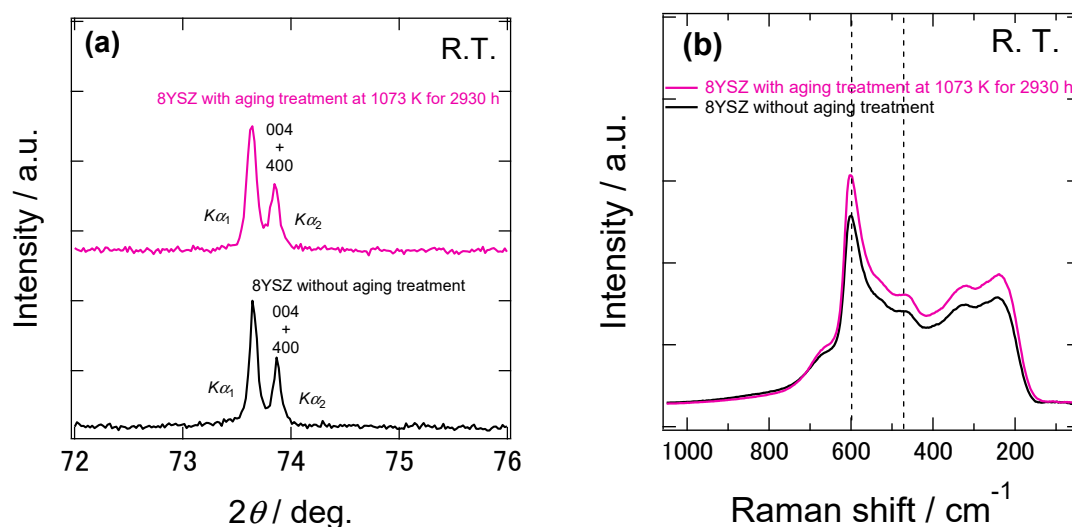 (a)
R.T.
8YSZ with aging treatment at 1073 K for 2930 h
004
+
400
Kα1
Kα2
8YSZ without aging treatment
004
+
400
Kα1
Kα2
Intensity / a.u.
72 73 74 75 76
2θ / deg.
(b)
R. T.
8YSZ with aging treatment at 1073 K for 2930 h
8YSZ without aging treatment
Intensity / a.u.
1000 800 600 400 200
Raman shift / cm-1